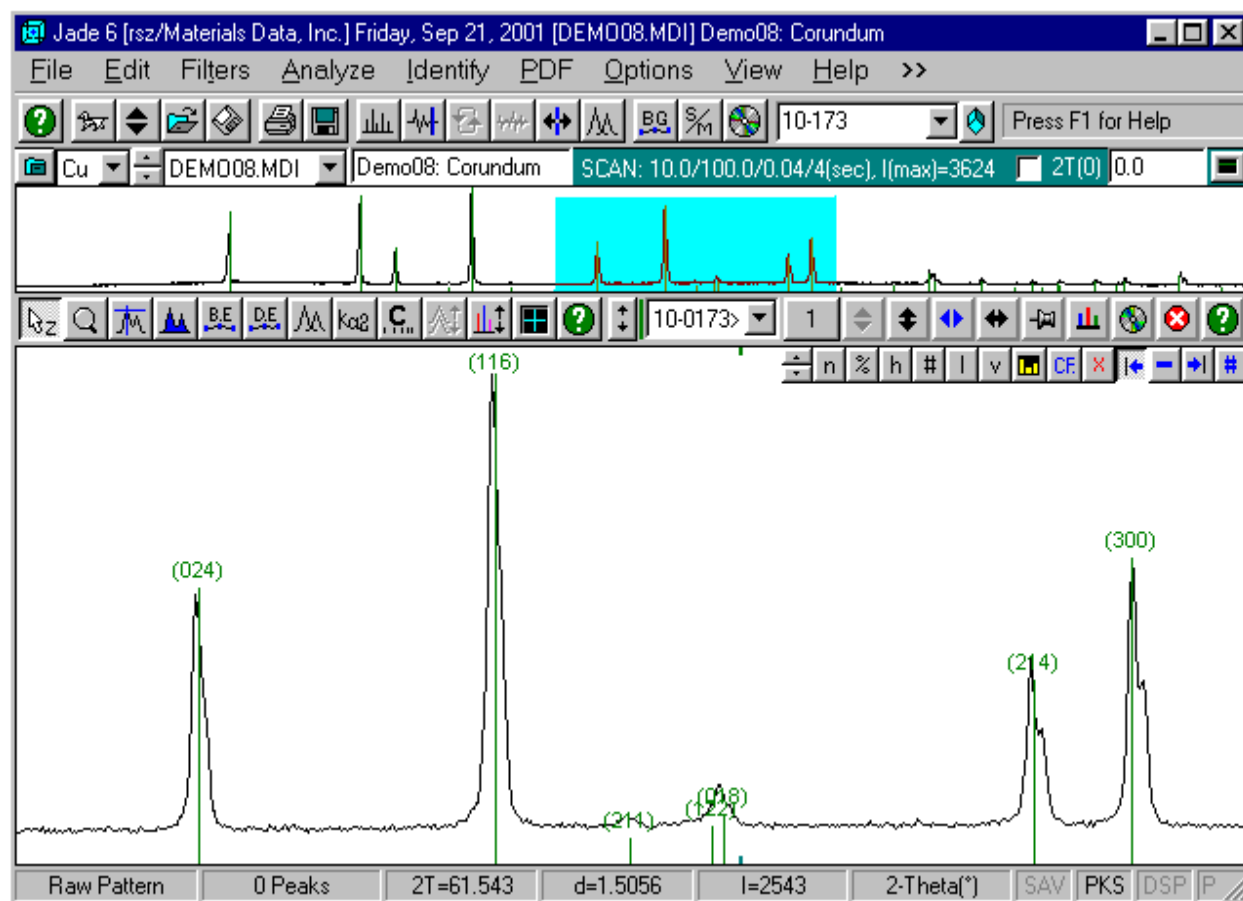 Jade 6 [rsz/Materials Data, Inc.] Friday, Sep 21, 2001 [DEMO08.MDI] Demo08: Corundum
File Edit Filters Analyze Identify PDF Options View Help >>
BG S/M 10-173 Press F1 for Help
Cu DEMO08.MDI Demo08: Corundum SCAN: 10.0/100.0/0.04/4(sec), I(max)=3624 2T(0) 0.0
B.E D.E Kα2 10-0173> 1
n % h # l v CF. × #
(116)
(300)
(024)
(214)
(018)
(122)
(211)
Raw Pattern 0 Peaks 2T=61.543 d=1.5056 I=2543 2-Theta(°) SAV PKS DSP P